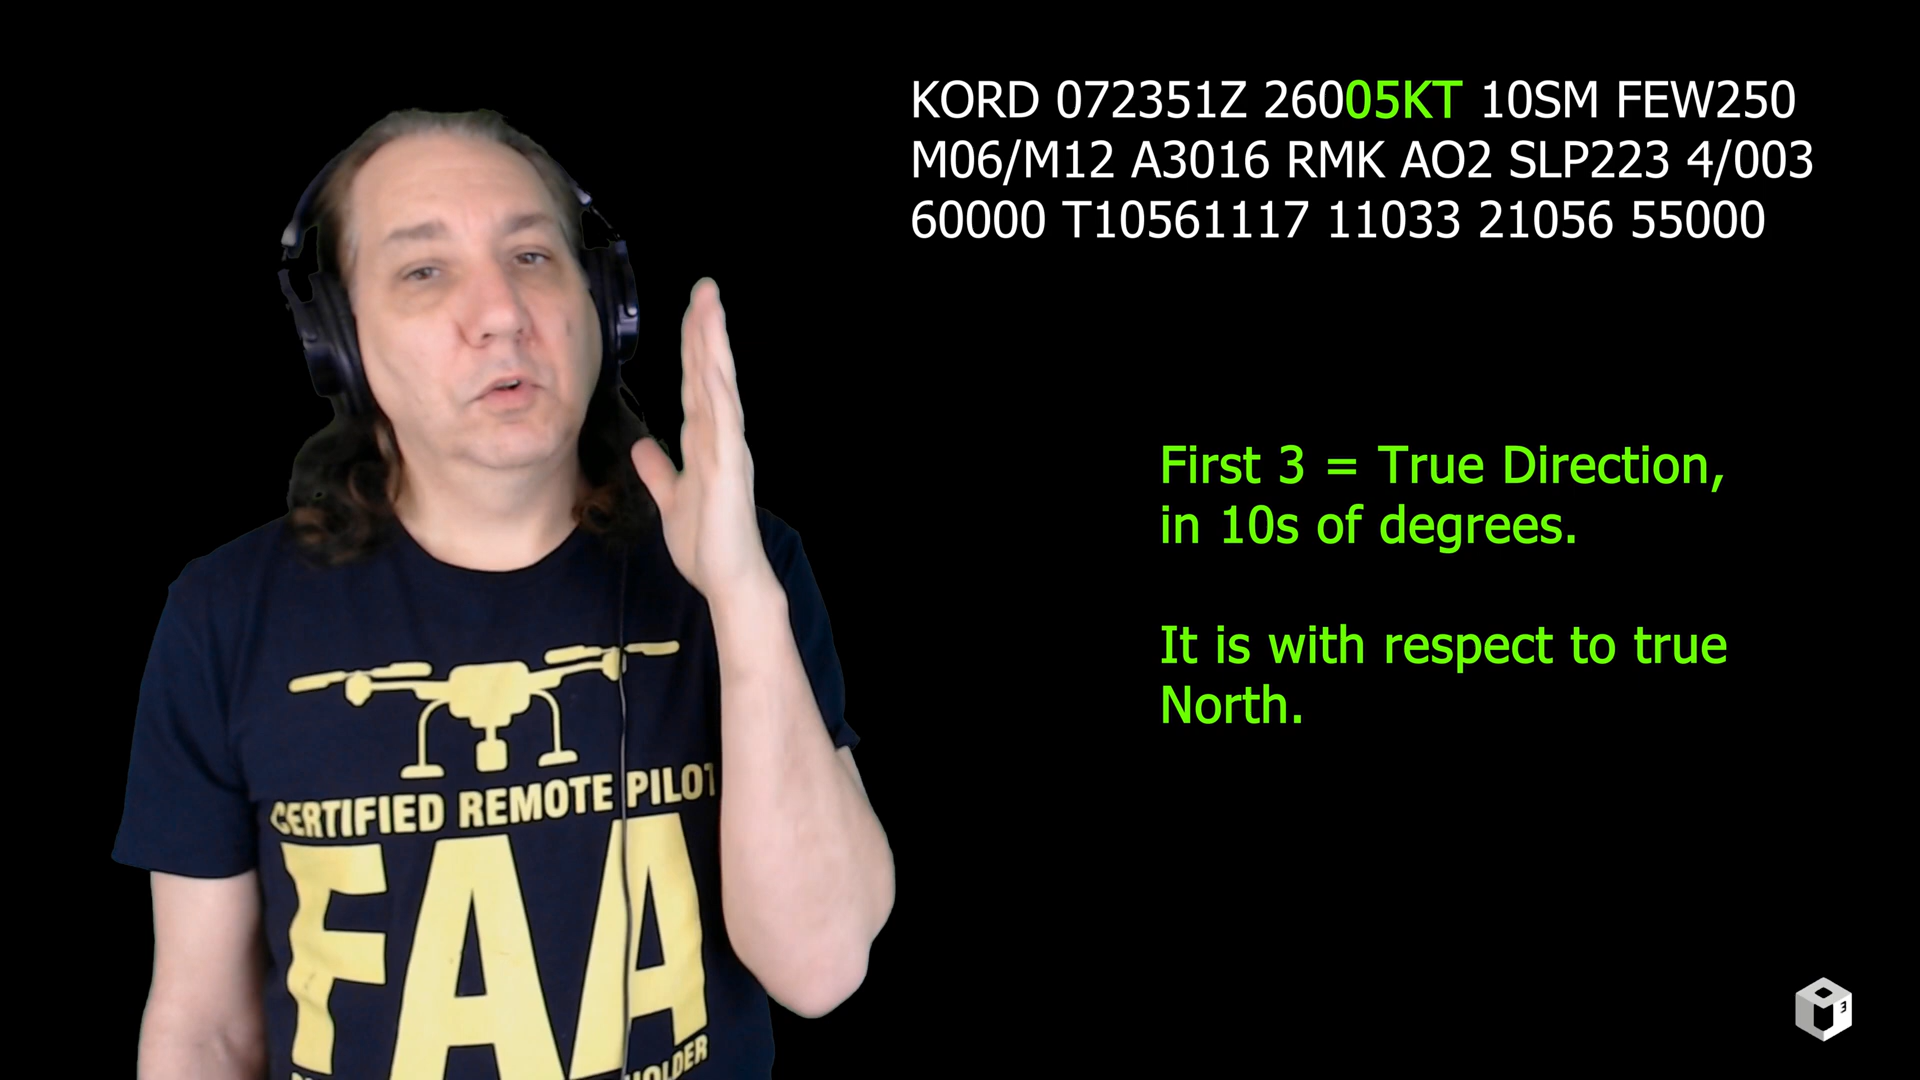 KORD 072351Z 26005KT 10SM FEW250
M06/M12 A3016 RMK AO2 SLP223 4/003
60000 T10561117 11033 21056 55000
First 3 = True Direction,
in 10s of degrees.
It is with respect to true
North.
CERTIFIED REMOTE PILOT
FAA
HOLDER
3